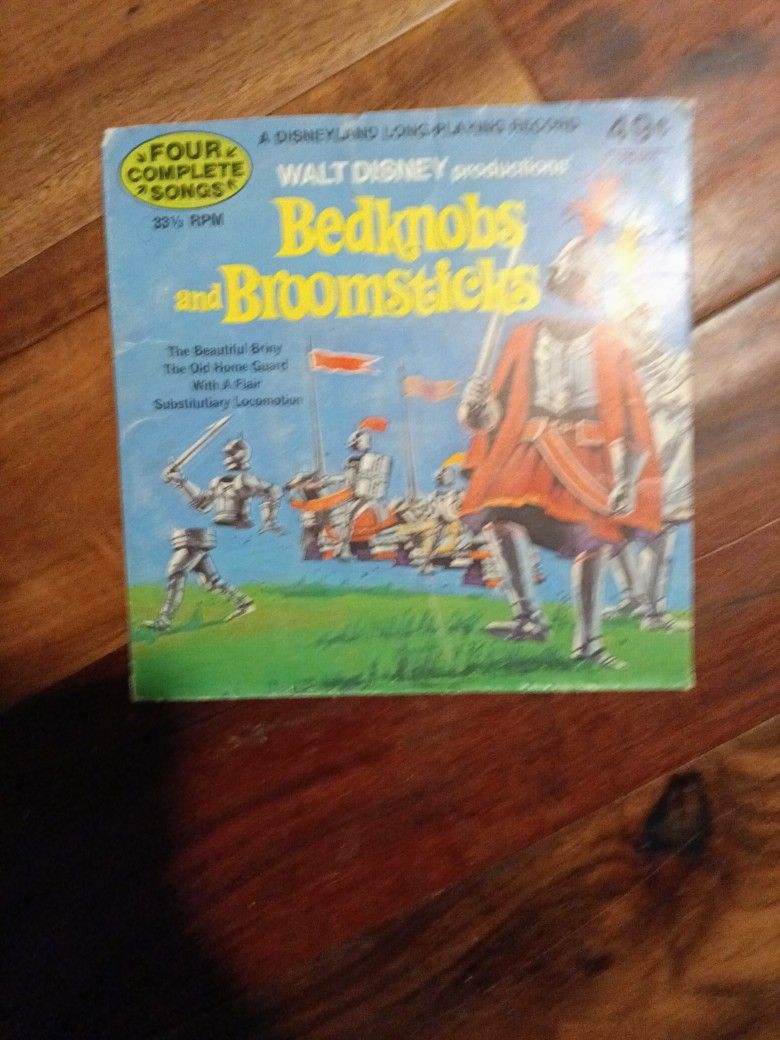 FOUR
COMPLETE
SONGS
33⅓ RPM
A DISNEYLAND LONG-PLAYING RECORD
49¢
WALT DISNEY productions'
Bedknobs
and Broomsticks
The Beautiful Briny
The Old Home Guard
With A Flair
Substitutiary Locomotion